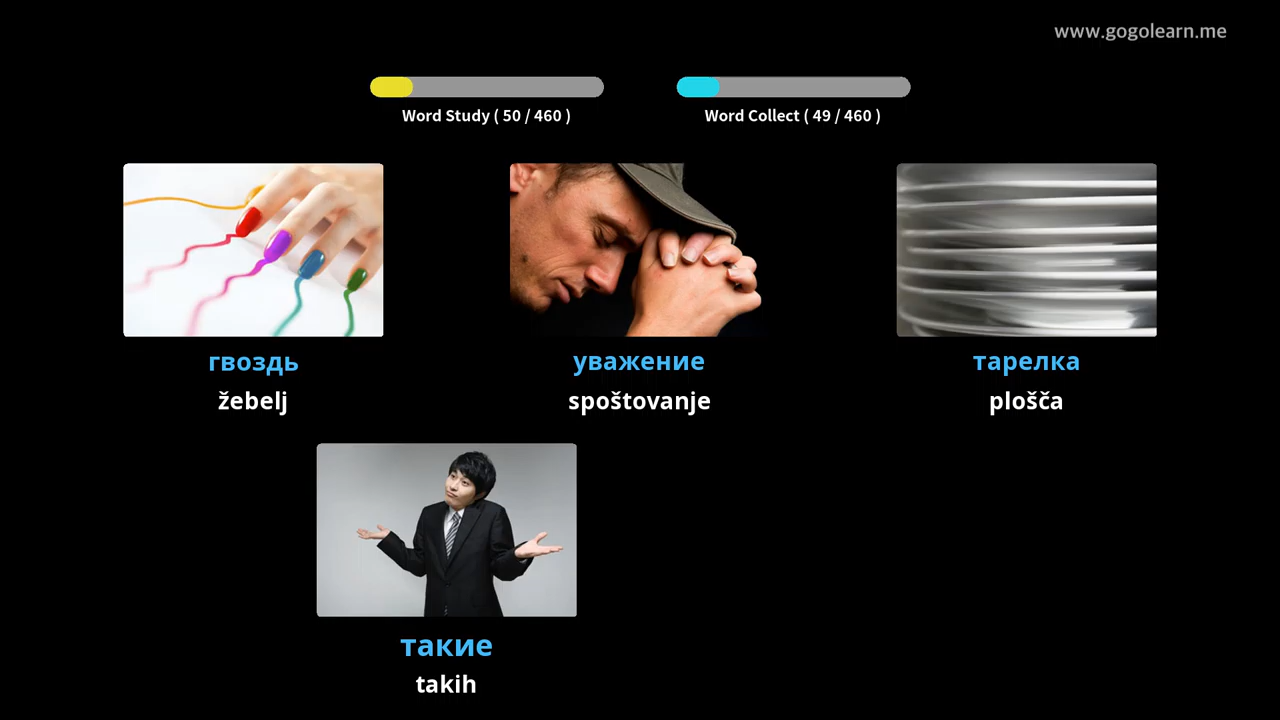 www.gogolearn.me
Word Study ( 50 / 460 )
Word Collect ( 49 / 460 )
гвоздь
žebelj
уважение
spoštovanje
тарелка
plošča
такие
takih